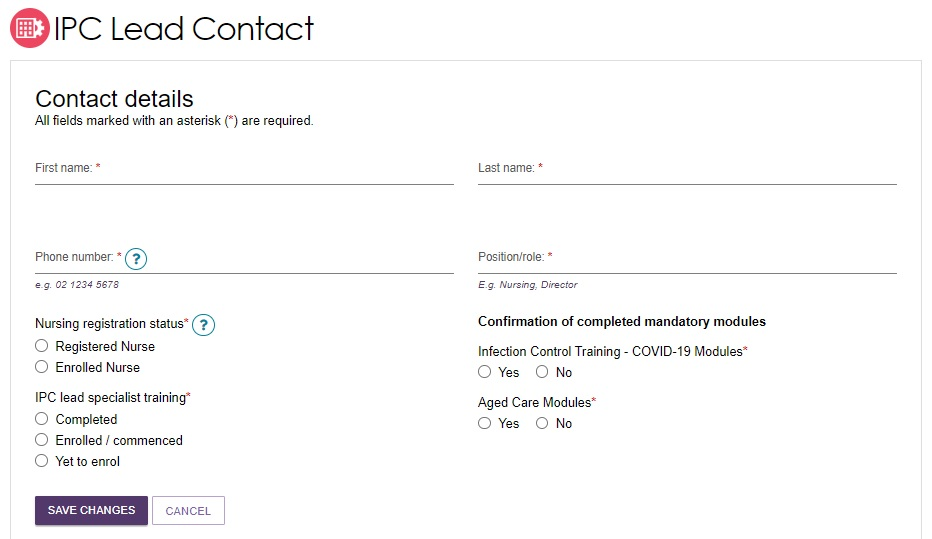 IPC Lead Contact
Contact details
All fields marked with an asterisk (*) are required.
First name: *
Last name: *
Phone number: * ?
Position/role: *
e.g. 02 1234 5678
E.g. Nursing, Director
Nursing registration status* ?
Registered Nurse
Enrolled Nurse
IPC lead specialist training*
Completed
Enrolled / commenced
Yet to enrol
Confirmation of completed mandatory modules
Infection Control Training - COVID-19 Modules*
Yes No
Aged Care Modules*
Yes No
SAVE CHANGES CANCEL